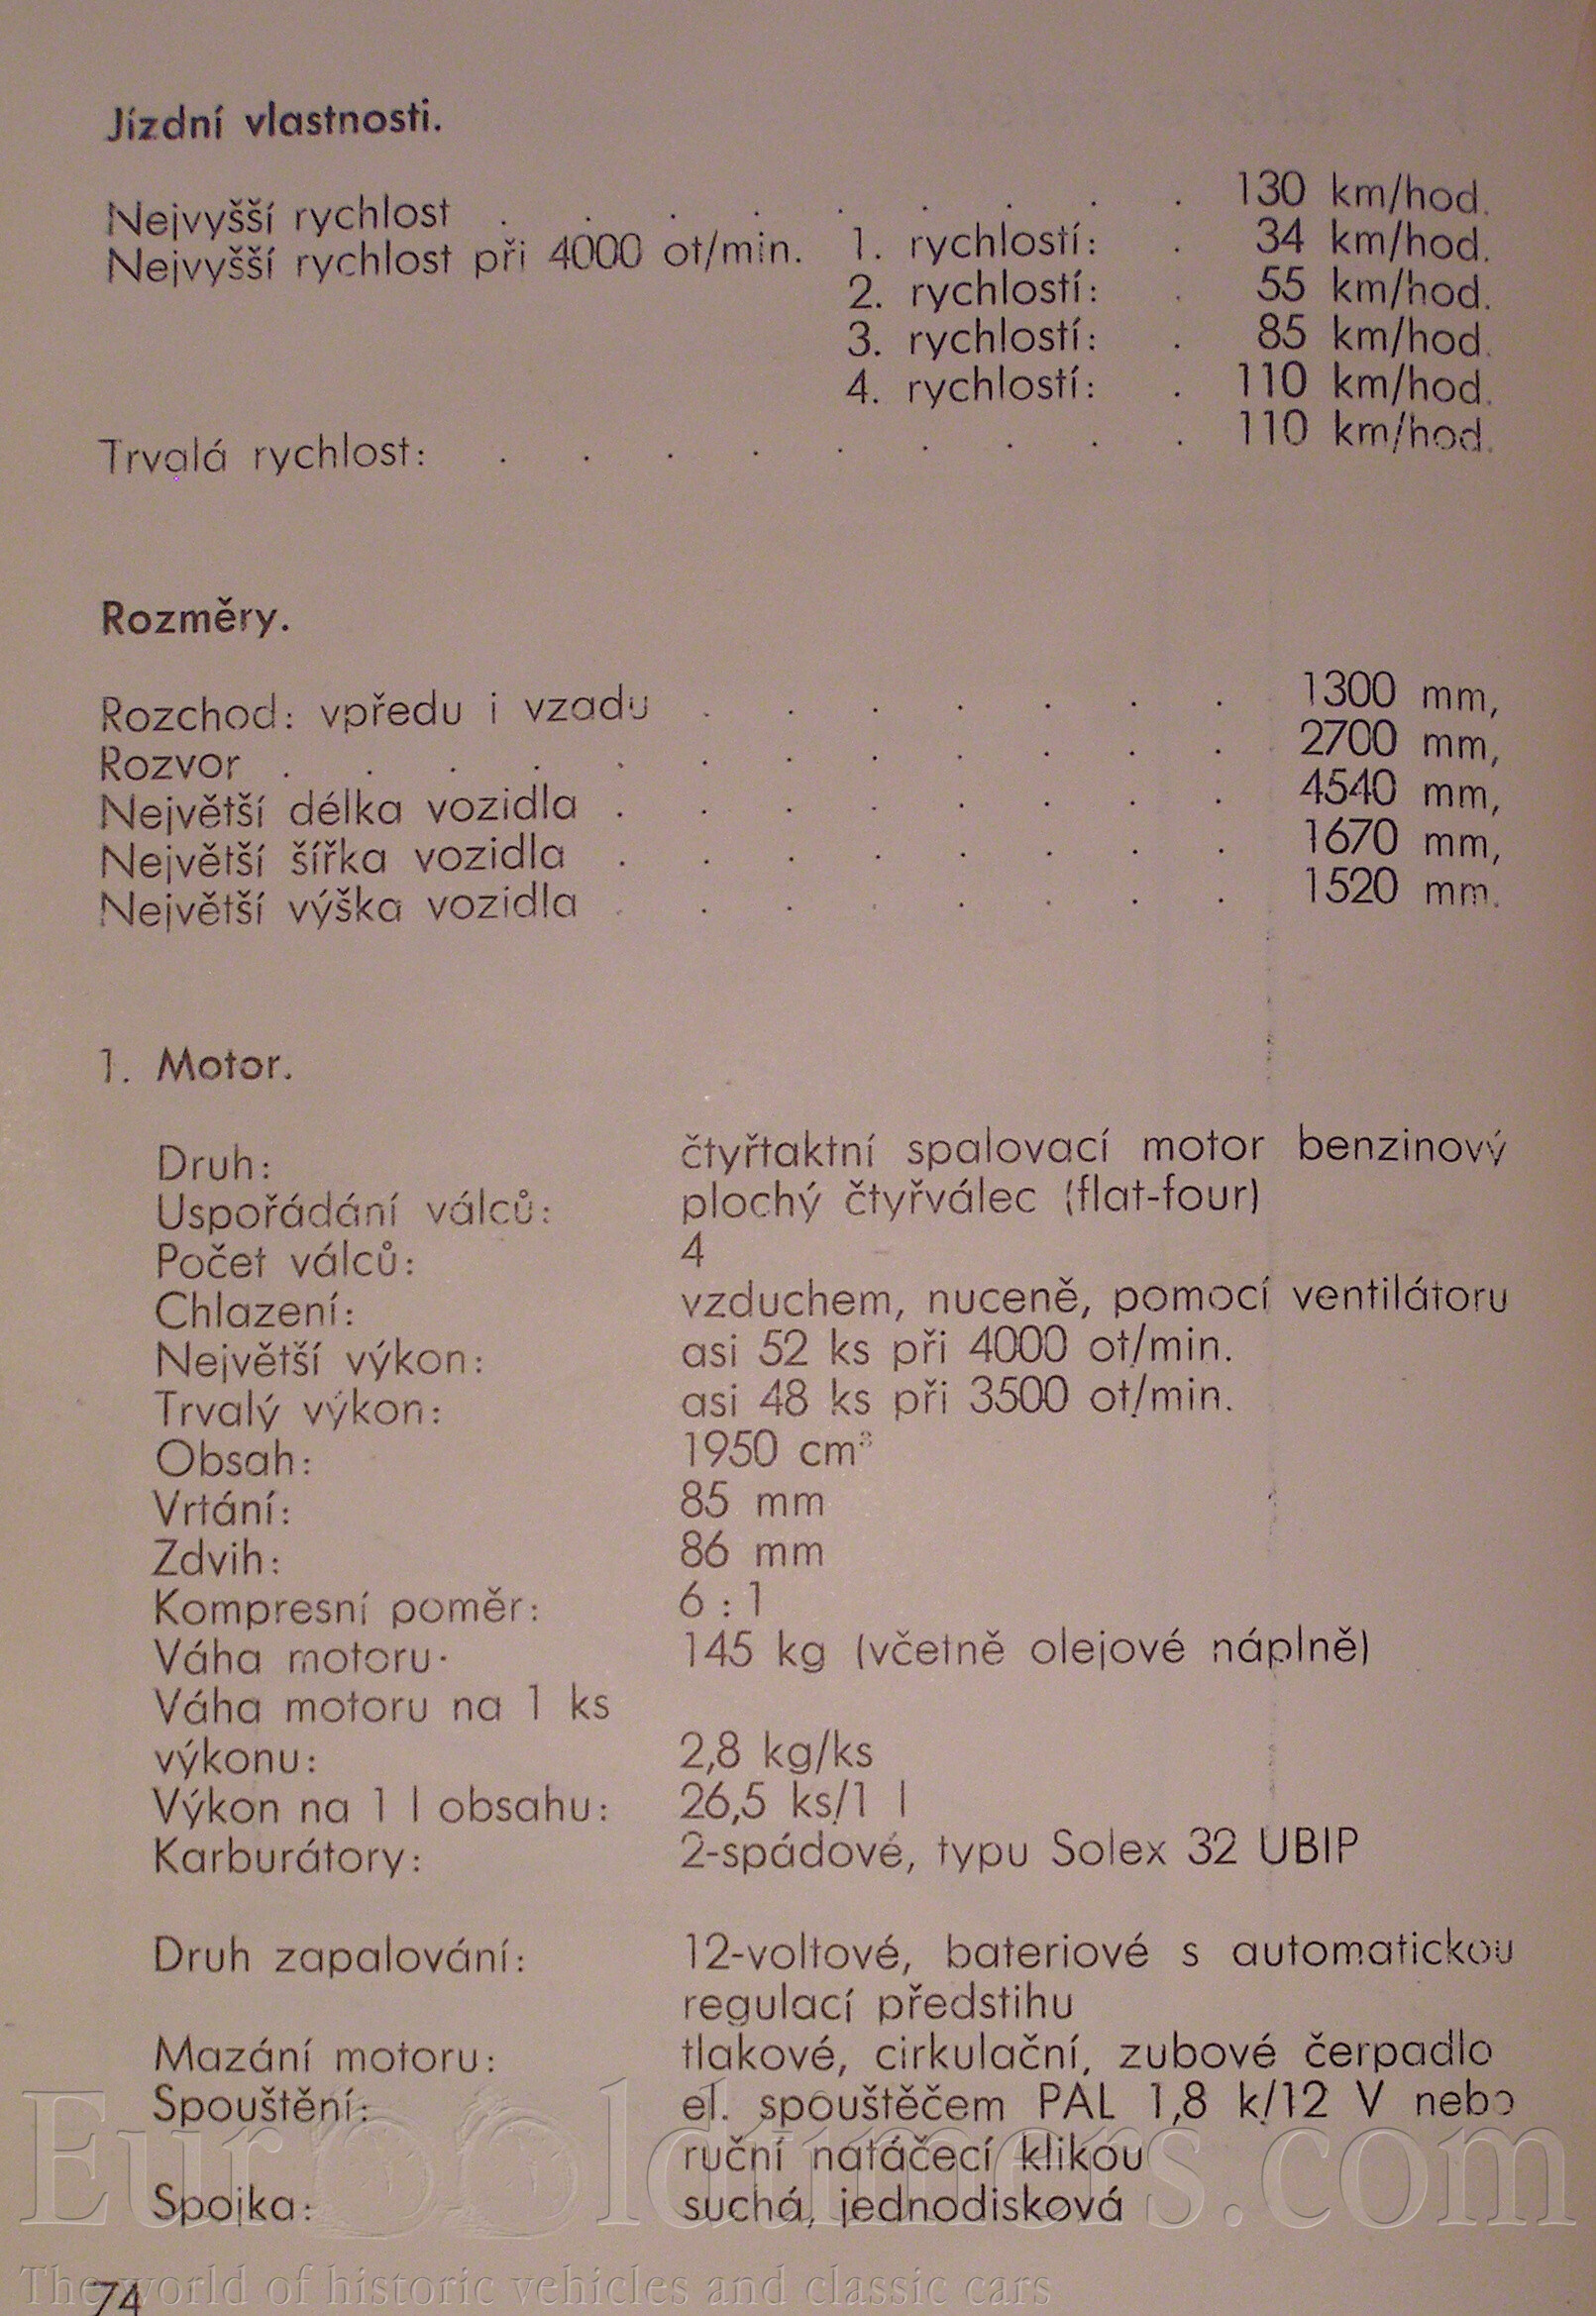 Jízdní vlastnosti.
Nejvyšší rychlost . . . . . . . . . 130 km/hod.
Nejvyšší rychlost při 4000 ot/min. 1. rychlostí: . 34 km/hod.
2. rychlostí: . 55 km/hod.
3. rychlostí: . 85 km/hod.
4. rychlostí: . 110 km/hod.
Trvalá rychlost: . . . . . . . . . 110 km/hod.
Rozměry.
Rozchod: vpředu i vzadu . . . . . . . 1300 mm,
Rozvor . . . . . . . . . . . . 2700 mm,
Největší délka vozidla . . . . . . . . 4540 mm,
Největší šířka vozidla . . . . . . . . 1670 mm,
Největší výška vozidla . . . . . . . . 1520 mm.
1. Motor.
Druh: čtyřtaktní spalovací motor benzinový
Uspořádání válců: plochý čtyřválec (flat-four)
Počet válců: 4
Chlazení: vzduchem, nuceně, pomocí ventilátoru
Největší výkon: asi 52 ks při 4000 ot/min.
Trvalý výkon: asi 48 ks při 3500 ot/min.
Obsah: 1950 cm³
Vrtání: 85 mm
Zdvih: 86 mm
Kompresní poměr: 6 : 1
Váha motoru: 145 kg (včetně olejové náplně)
Váha motoru na 1 ks
výkonu: 2,8 kg/ks
Výkon na 1 l obsahu: 26,5 ks/1 l
Karburátory: 2-spádové, typu Solex 32 UBIP
Druh zapalování: 12-voltové, bateriové s automatickou
regulací předstihu
Mazání motoru: tlakové, cirkulační, zubové čerpadlo
Spouštění: el. spouštěčem PAL 1,8 k/12 V nebo
ruční natáčecí klikou
Spojka: suchá, jednodisková
EuroOldtimers.com
The world of historic vehicles and classic cars
74